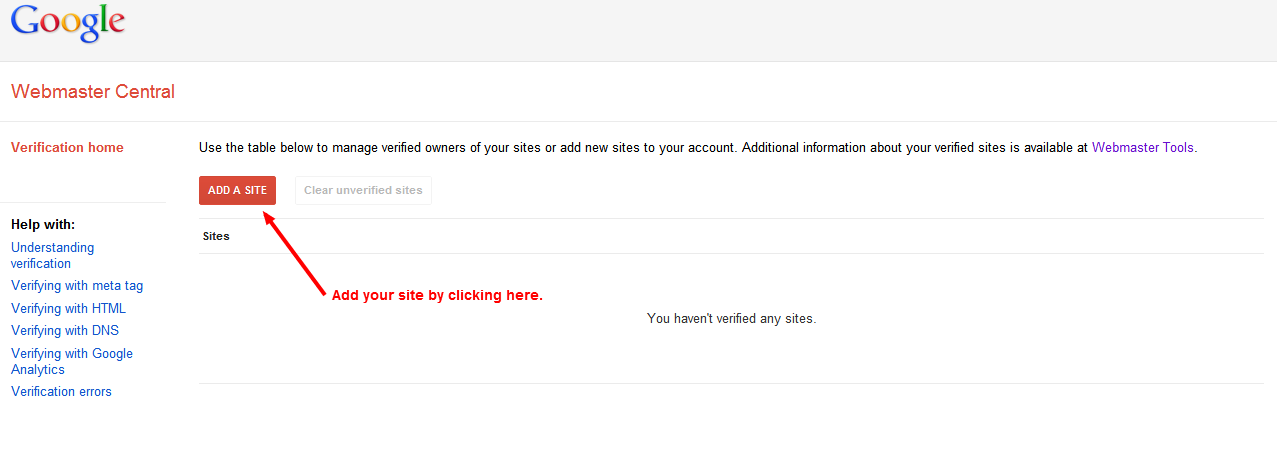 Google
Webmaster Central
Verification home
Use the table below to manage verified owners of your sites or add new sites to your account. Additional information about your verified sites is available at Webmaster Tools.
ADD A SITE
Clear unverified sites
Help with:
Understanding
verification
Verifying with meta tag
Verifying with HTML
Verifying with DNS
Verifying with Google
Analytics
Verification errors
Sites
Add your site by clicking here.
You haven't verified any sites.